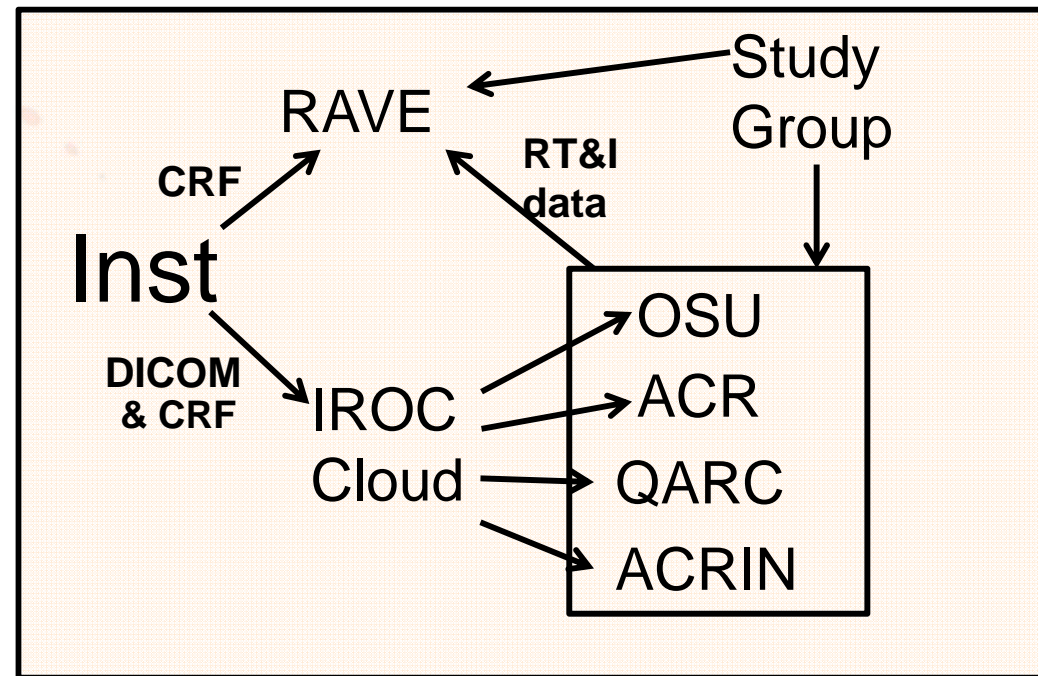 Study
Group
RAVE
RT&I
data
CRF
Inst
DICOM
& CRF
IROC
Cloud
OSU
ACR
QARC
ACRIN